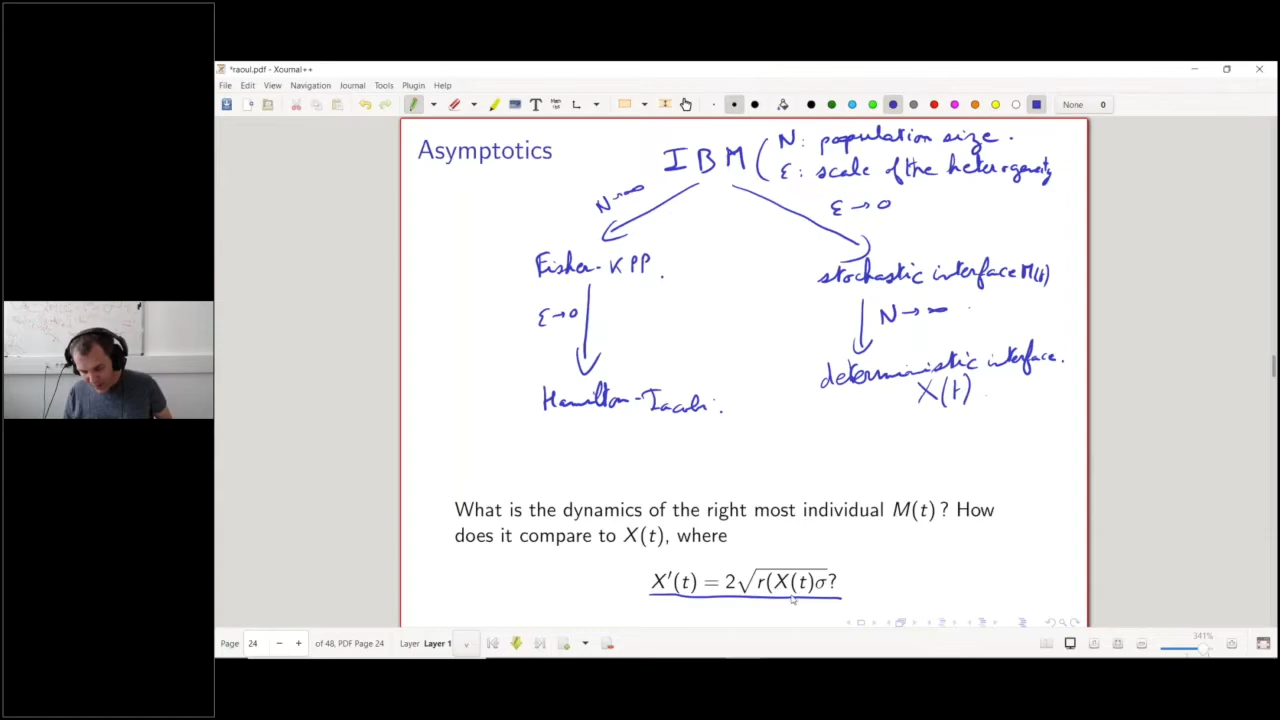 *raoul.pdf - Xournal++
File Edit View Navigation Journal Tools Plugin Help
None 0
Asymptotics
IBM ( N: population size.
ε: scale of the heterogeneity
N→∞
ε→0
Fisher-KPP.
stochastic interface M(t)
ε→0
N→∞
Hamilton-Jacobi.
deterministic interface.
X(t)
What is the dynamics of the right most individual M(t)? How
does it compare to X(t), where
X′(t) = 2√r(X(t)σ?
Page 24 of 48, PDF Page 24 Layer Layer 1 341%